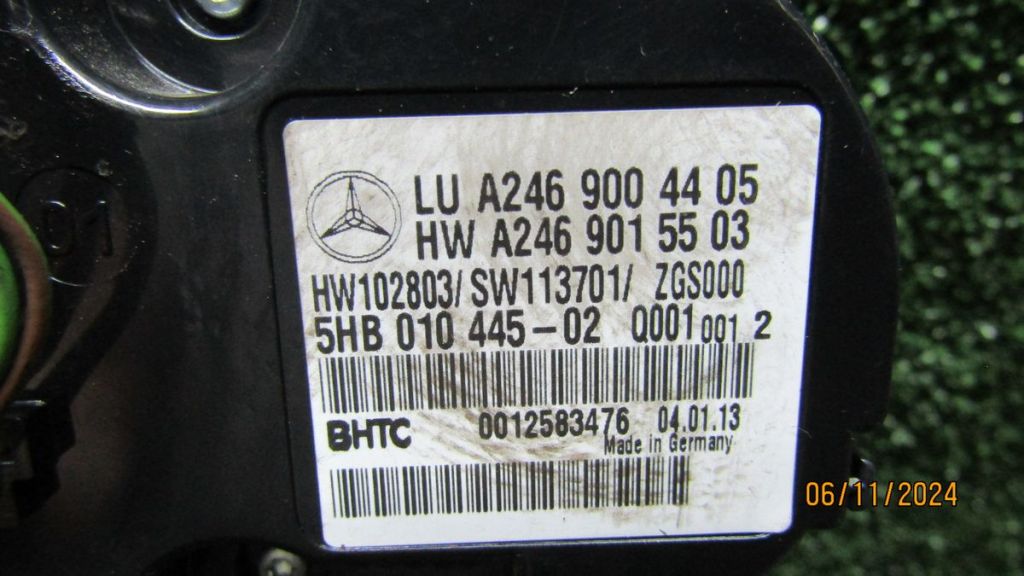 LU A246 900 44 05
HW A246 901 55 03
HW102803/ SW113701/ ZGS000
5HB 010 445-02 Q001 001 2
BHTC 0012583476 04.01.13
Made in Germany
01
06/11/2024